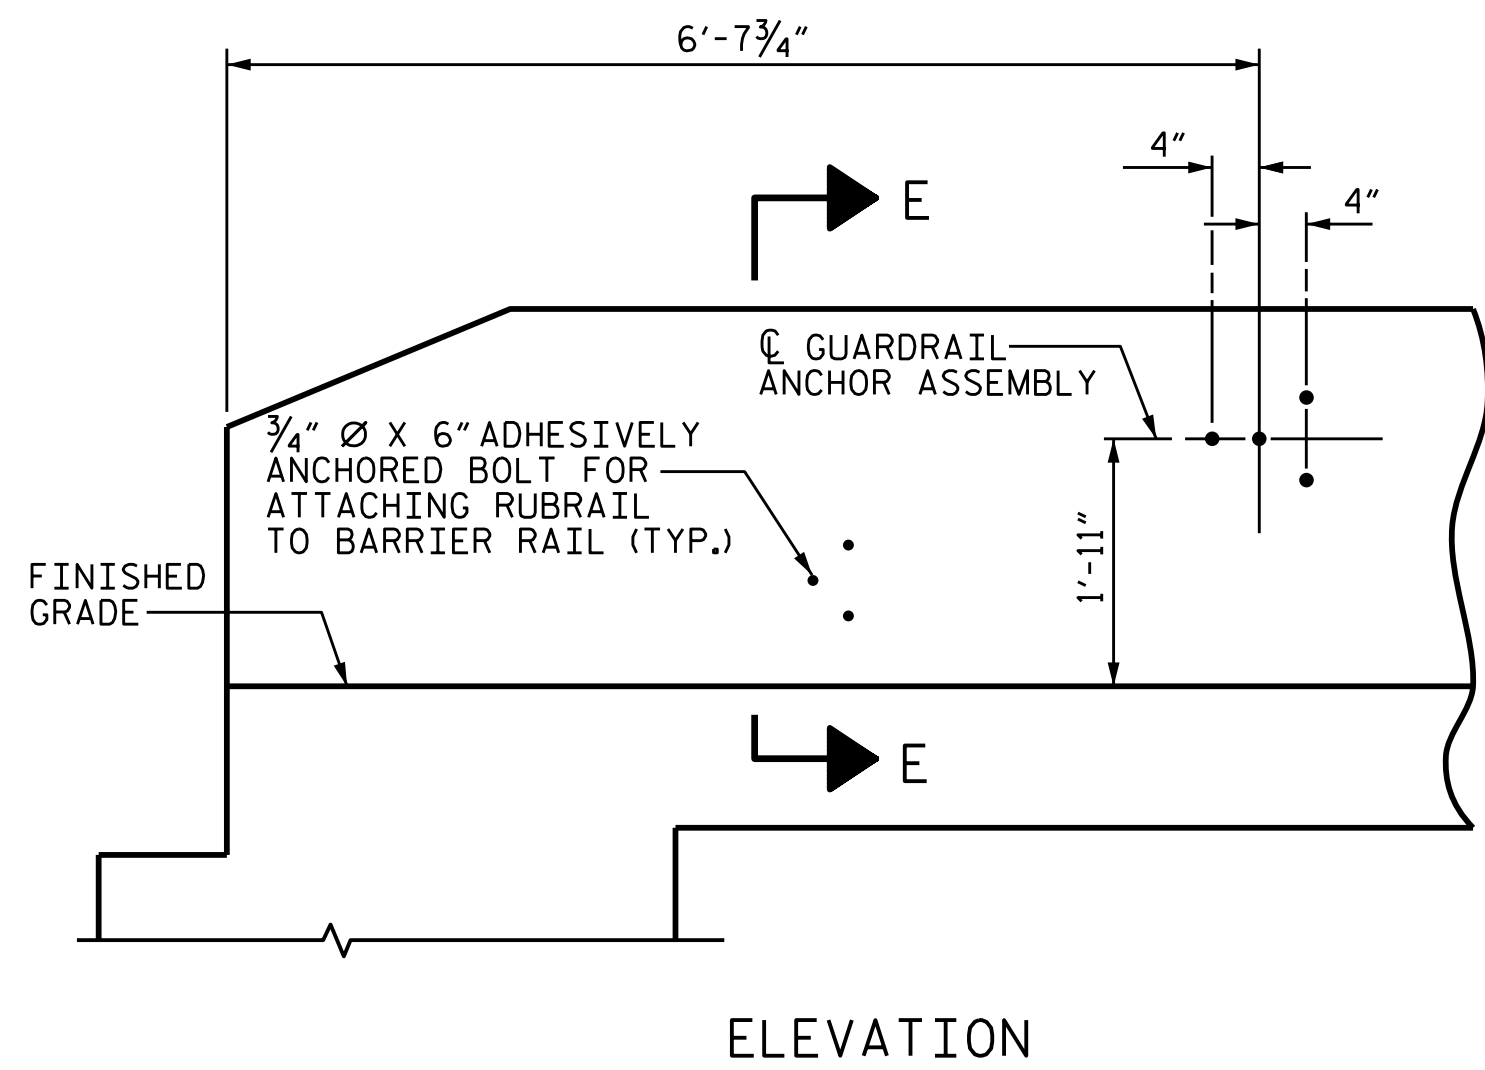 6'-7¾"
4"
E
4"
℄ GUARDRAIL
ANCHOR ASSEMBLY
¾" Ø X 6" ADHESIVELY
ANCHORED BOLT FOR
ATTACHING RUBRAIL
TO BARRIER RAIL (TYP.)
1'-11"
FINISHED
GRADE
E
ELEVATION